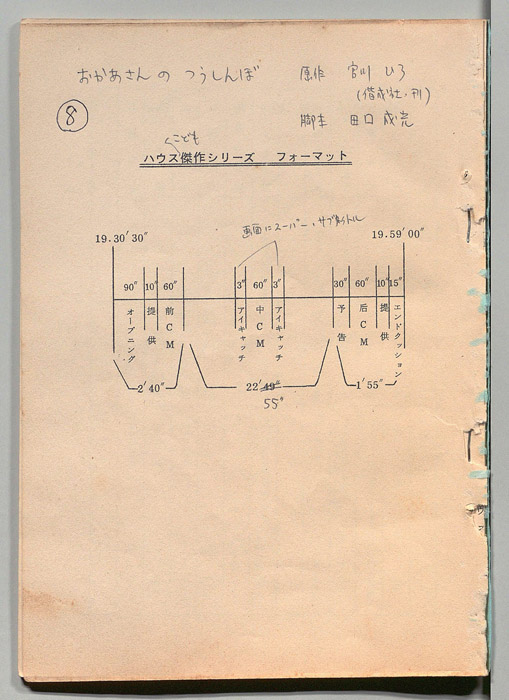 おかあさんの つうしんぼ 原作 宮川 ひろ
(偕成社・刊)
⑧ 脚本 田口 成光
こども
ハウス傑作シリーズ フォーマット
画面にスーパー、サブタイトル
19.30′30″ 19.59′00″
90″ 10″ 60″ 3″ 60″ 3″ 30″ 60″ 10″ 15″
オープニング 提供 前CM アイキャッチ 中CM アイキャッチ 予告 后CM 提供 エンドクッション
2′40″ 22′49″ 1′55″
55″